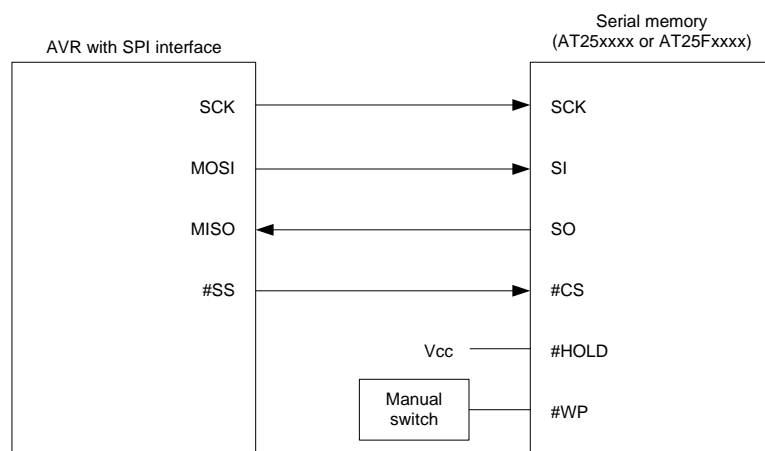 Serial memory
(AT25xxxx or AT25Fxxxx)
AVR with SPI interface
SCK
SCK
MOSI
SI
MISO
SO
#SS
#CS
Vcc
#HOLD
Manual
switch
#WP